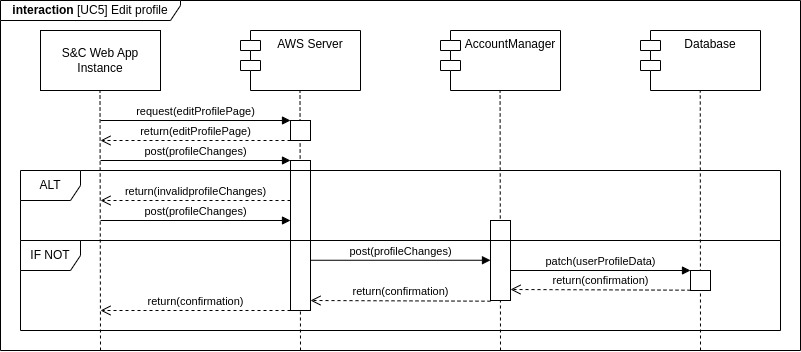 interaction [UC5] Edit profile
S&C Web App
Instance
AWS Server
AccountManager
Database
request(editProfilePage)
return(editProfilePage)
post(profileChanges)
ALT
return(invalidprofileChanges)
post(profileChanges)
IF NOT
post(profileChanges)
patch(userProfileData)
return(confirmation)
return(confirmation)
return(confirmation)